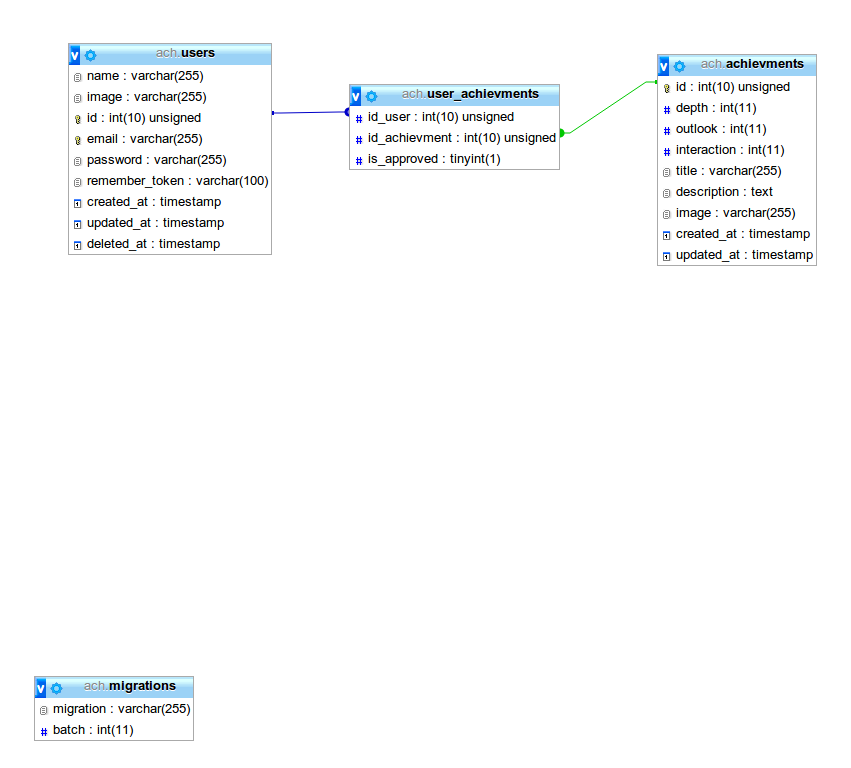 v ach.users
name : varchar(255)
image : varchar(255)
id : int(10) unsigned
email : varchar(255)
password : varchar(255)
remember_token : varchar(100)
created_at : timestamp
updated_at : timestamp
deleted_at : timestamp
v ach.user_achievments
# id_user : int(10) unsigned
# id_achievment : int(10) unsigned
# is_approved : tinyint(1)
v ach.achievments
id : int(10) unsigned
# depth : int(11)
# outlook : int(11)
# interaction : int(11)
title : varchar(255)
description : text
image : varchar(255)
created_at : timestamp
updated_at : timestamp
v ach.migrations
migration : varchar(255)
# batch : int(11)